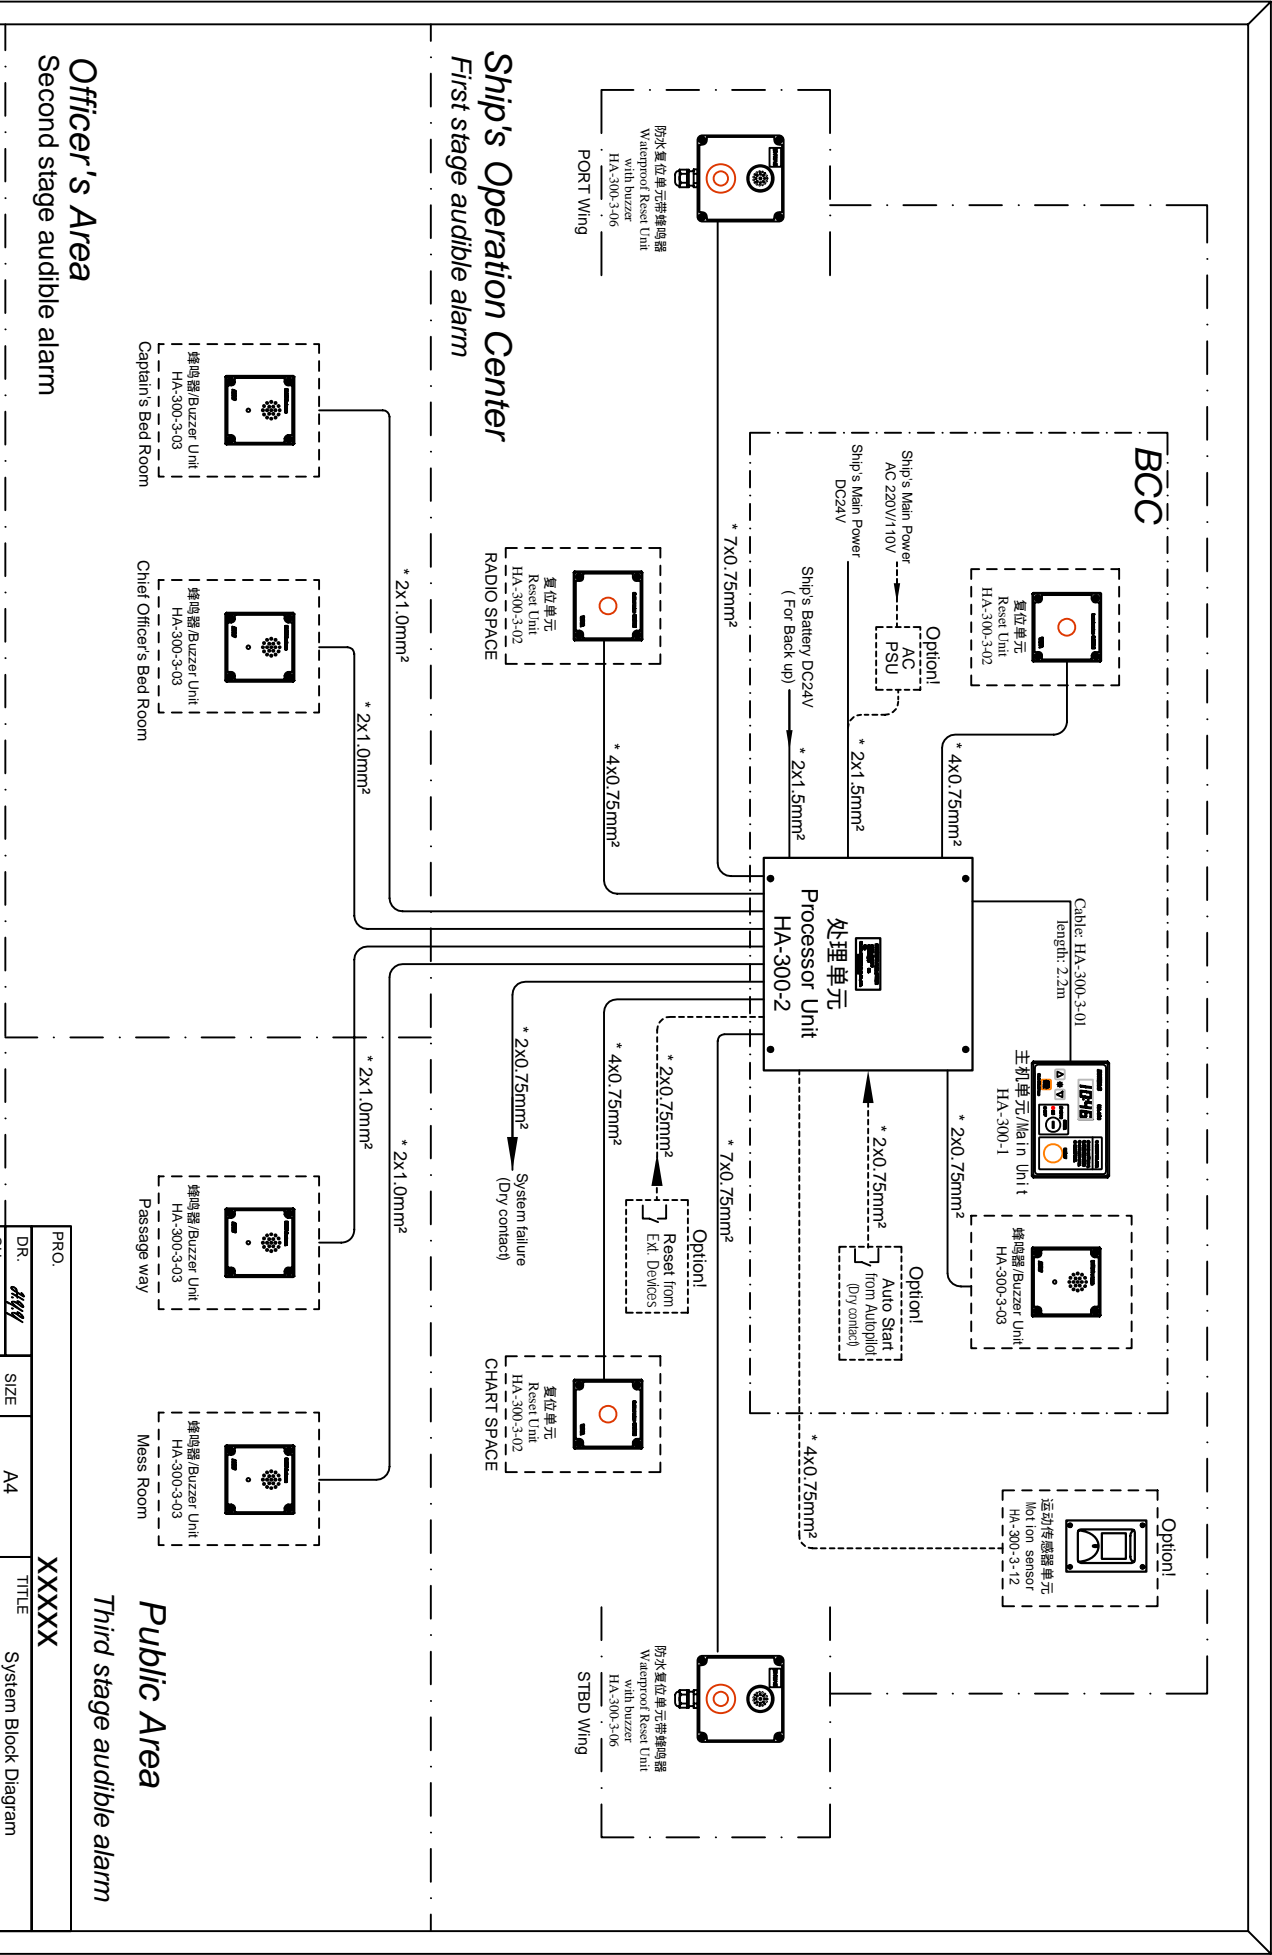 BCC
复位单元
Reset Unit
HA-300-3-02
* 4x0.75mm²
Cable: HA-300-3-01
length: 2.2m
10:46
主机单元/Main Unit
HA-300-1
蜂鸣器/Buzzer Unit
HA-300-3-03
* 2x0.75mm²
Option!
运动传感器单元
Motion sensor
HA-300-3-12
* 4x0.75mm²
Ship's Main Power
AC 220V/110V
Option!
AC
PSU
Ship's Main Power
DC24V
* 2x1.5mm²
Ship's Battery DC24V
( For Back up)
* 2x1.5mm²
处理单元
Processor Unit
HA-300-2
Option!
Auto Start
from Autopilot
(Dry contact)
* 2x0.75mm²
防水复位单元带蜂鸣器
Waterproof Reset Unit
with buzzer
HA-300-3-06
PORT Wing
* 7x0.75mm²
* 7x0.75mm²
防水复位单元带蜂鸣器
Waterproof Reset Unit
with buzzer
HA-300-3-06
STBD Wing
Option!
Reset from
Ext. Devices
* 2x0.75mm²
复位单元
Reset Unit
HA-300-3-02
RADIO SPACE
* 4x0.75mm²
* 4x0.75mm²
复位单元
Reset Unit
HA-300-3-02
CHART SPACE
* 2x0.75mm²
System failure
(Dry contact)
Ship's Operation Center
First stage audible alarm
* 2x1.0mm²
* 2x1.0mm²
* 2x1.0mm²
* 2x1.0mm²
蜂鸣器/Buzzer Unit
HA-300-3-03
Captain's Bed Room
蜂鸣器/Buzzer Unit
HA-300-3-03
Chief Officer's Bed Room
蜂鸣器/Buzzer Unit
HA-300-3-03
Passage way
蜂鸣器/Buzzer Unit
HA-300-3-03
Mess Room
Officer's Area
Second stage audible alarm
Public Area
Third stage audible alarm
PRO.
XXXXX
DR.
SIZE
A4
TITLE
System Block Diagram